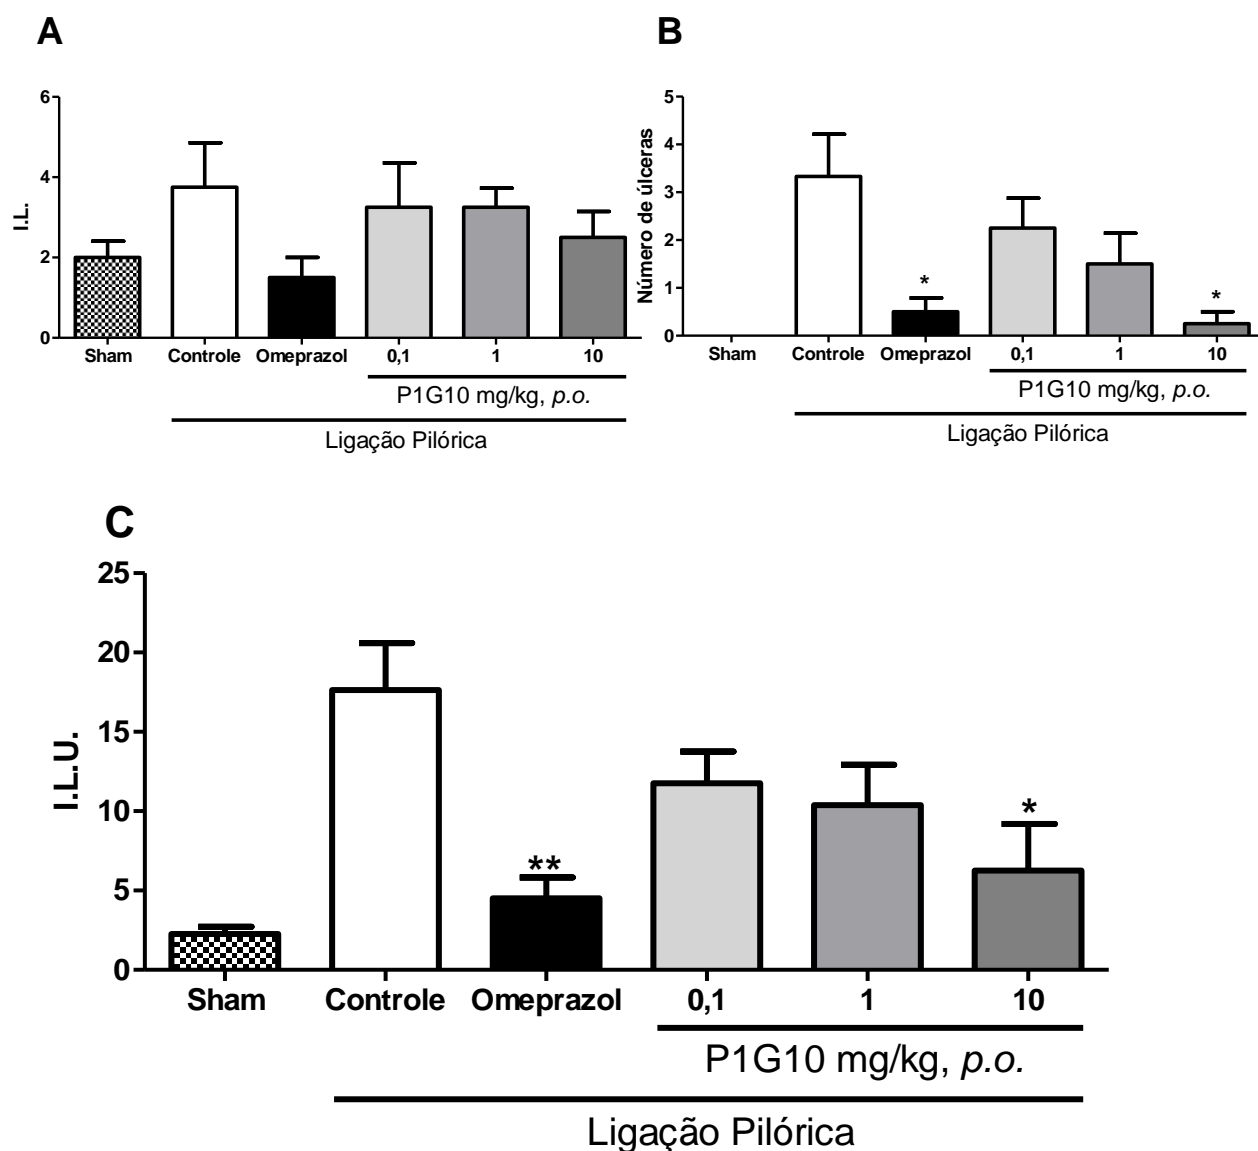 A
6
4
2
0
I.L.
Sham Controle Omeprazol 0,1 1 10
P1G10 mg/kg, p.o.
Ligação Pilórica
B
5
4
3
2
1
0
Número de úlceras
* *
Sham Controle Omeprazol 0,1 1 10
P1G10 mg/kg, p.o.
Ligação Pilórica
C
25
20
15
10
5
0
I.L.U.
** *
Sham Controle Omeprazol 0,1 1 10
P1G10 mg/kg, p.o.
Ligação Pilórica